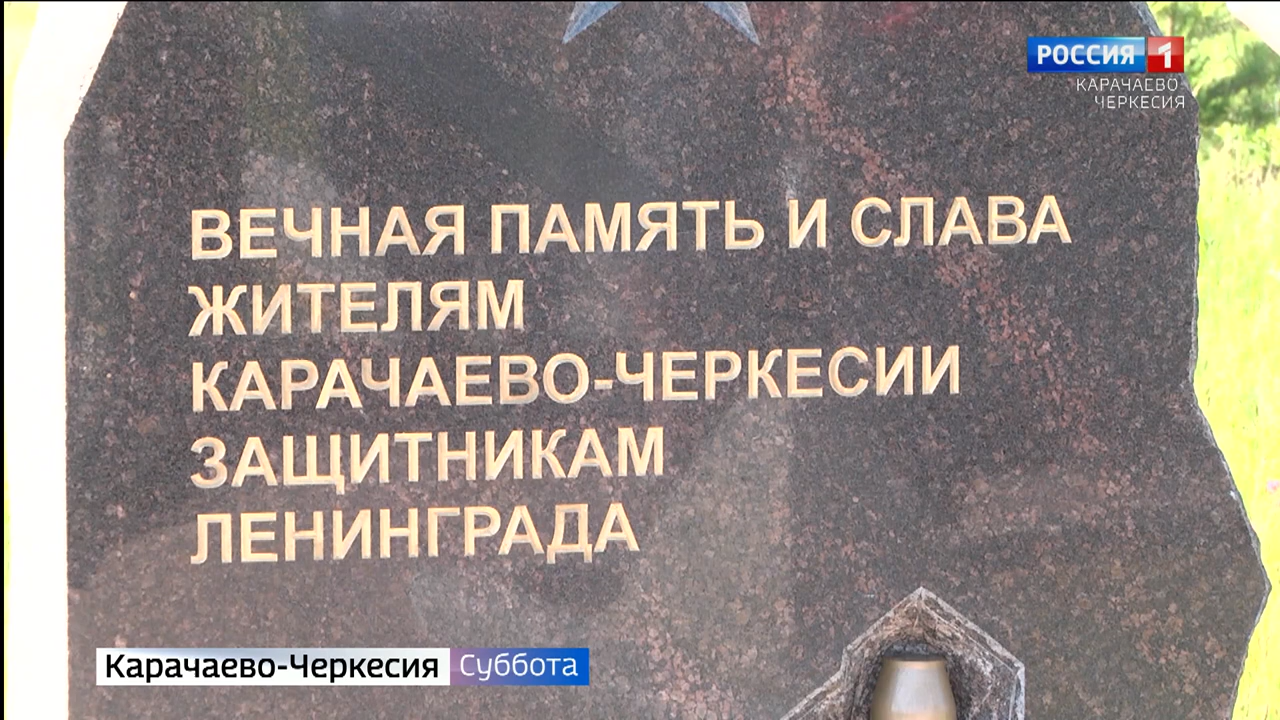 РОССИЯ 1
КАРАЧАЕВО-
ЧЕРКЕСИЯ
ВЕЧНАЯ ПАМЯТЬ И СЛАВА
ЖИТЕЛЯМ
КАРАЧАЕВО-ЧЕРКЕСИИ
ЗАЩИТНИКАМ
ЛЕНИНГРАДА
Карачаево-Черкесия Суббота